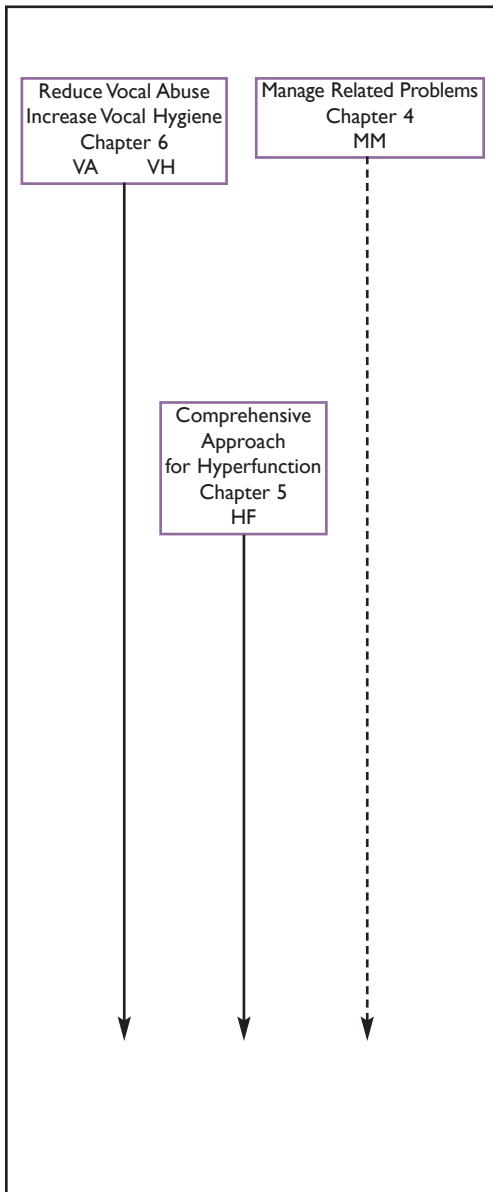 Reduce Vocal Abuse
Increase Vocal Hygiene
Chapter 6
VA VH
Manage Related Problems
Chapter 4
MM
Comprehensive
Approach
for Hyperfunction
Chapter 5
HF